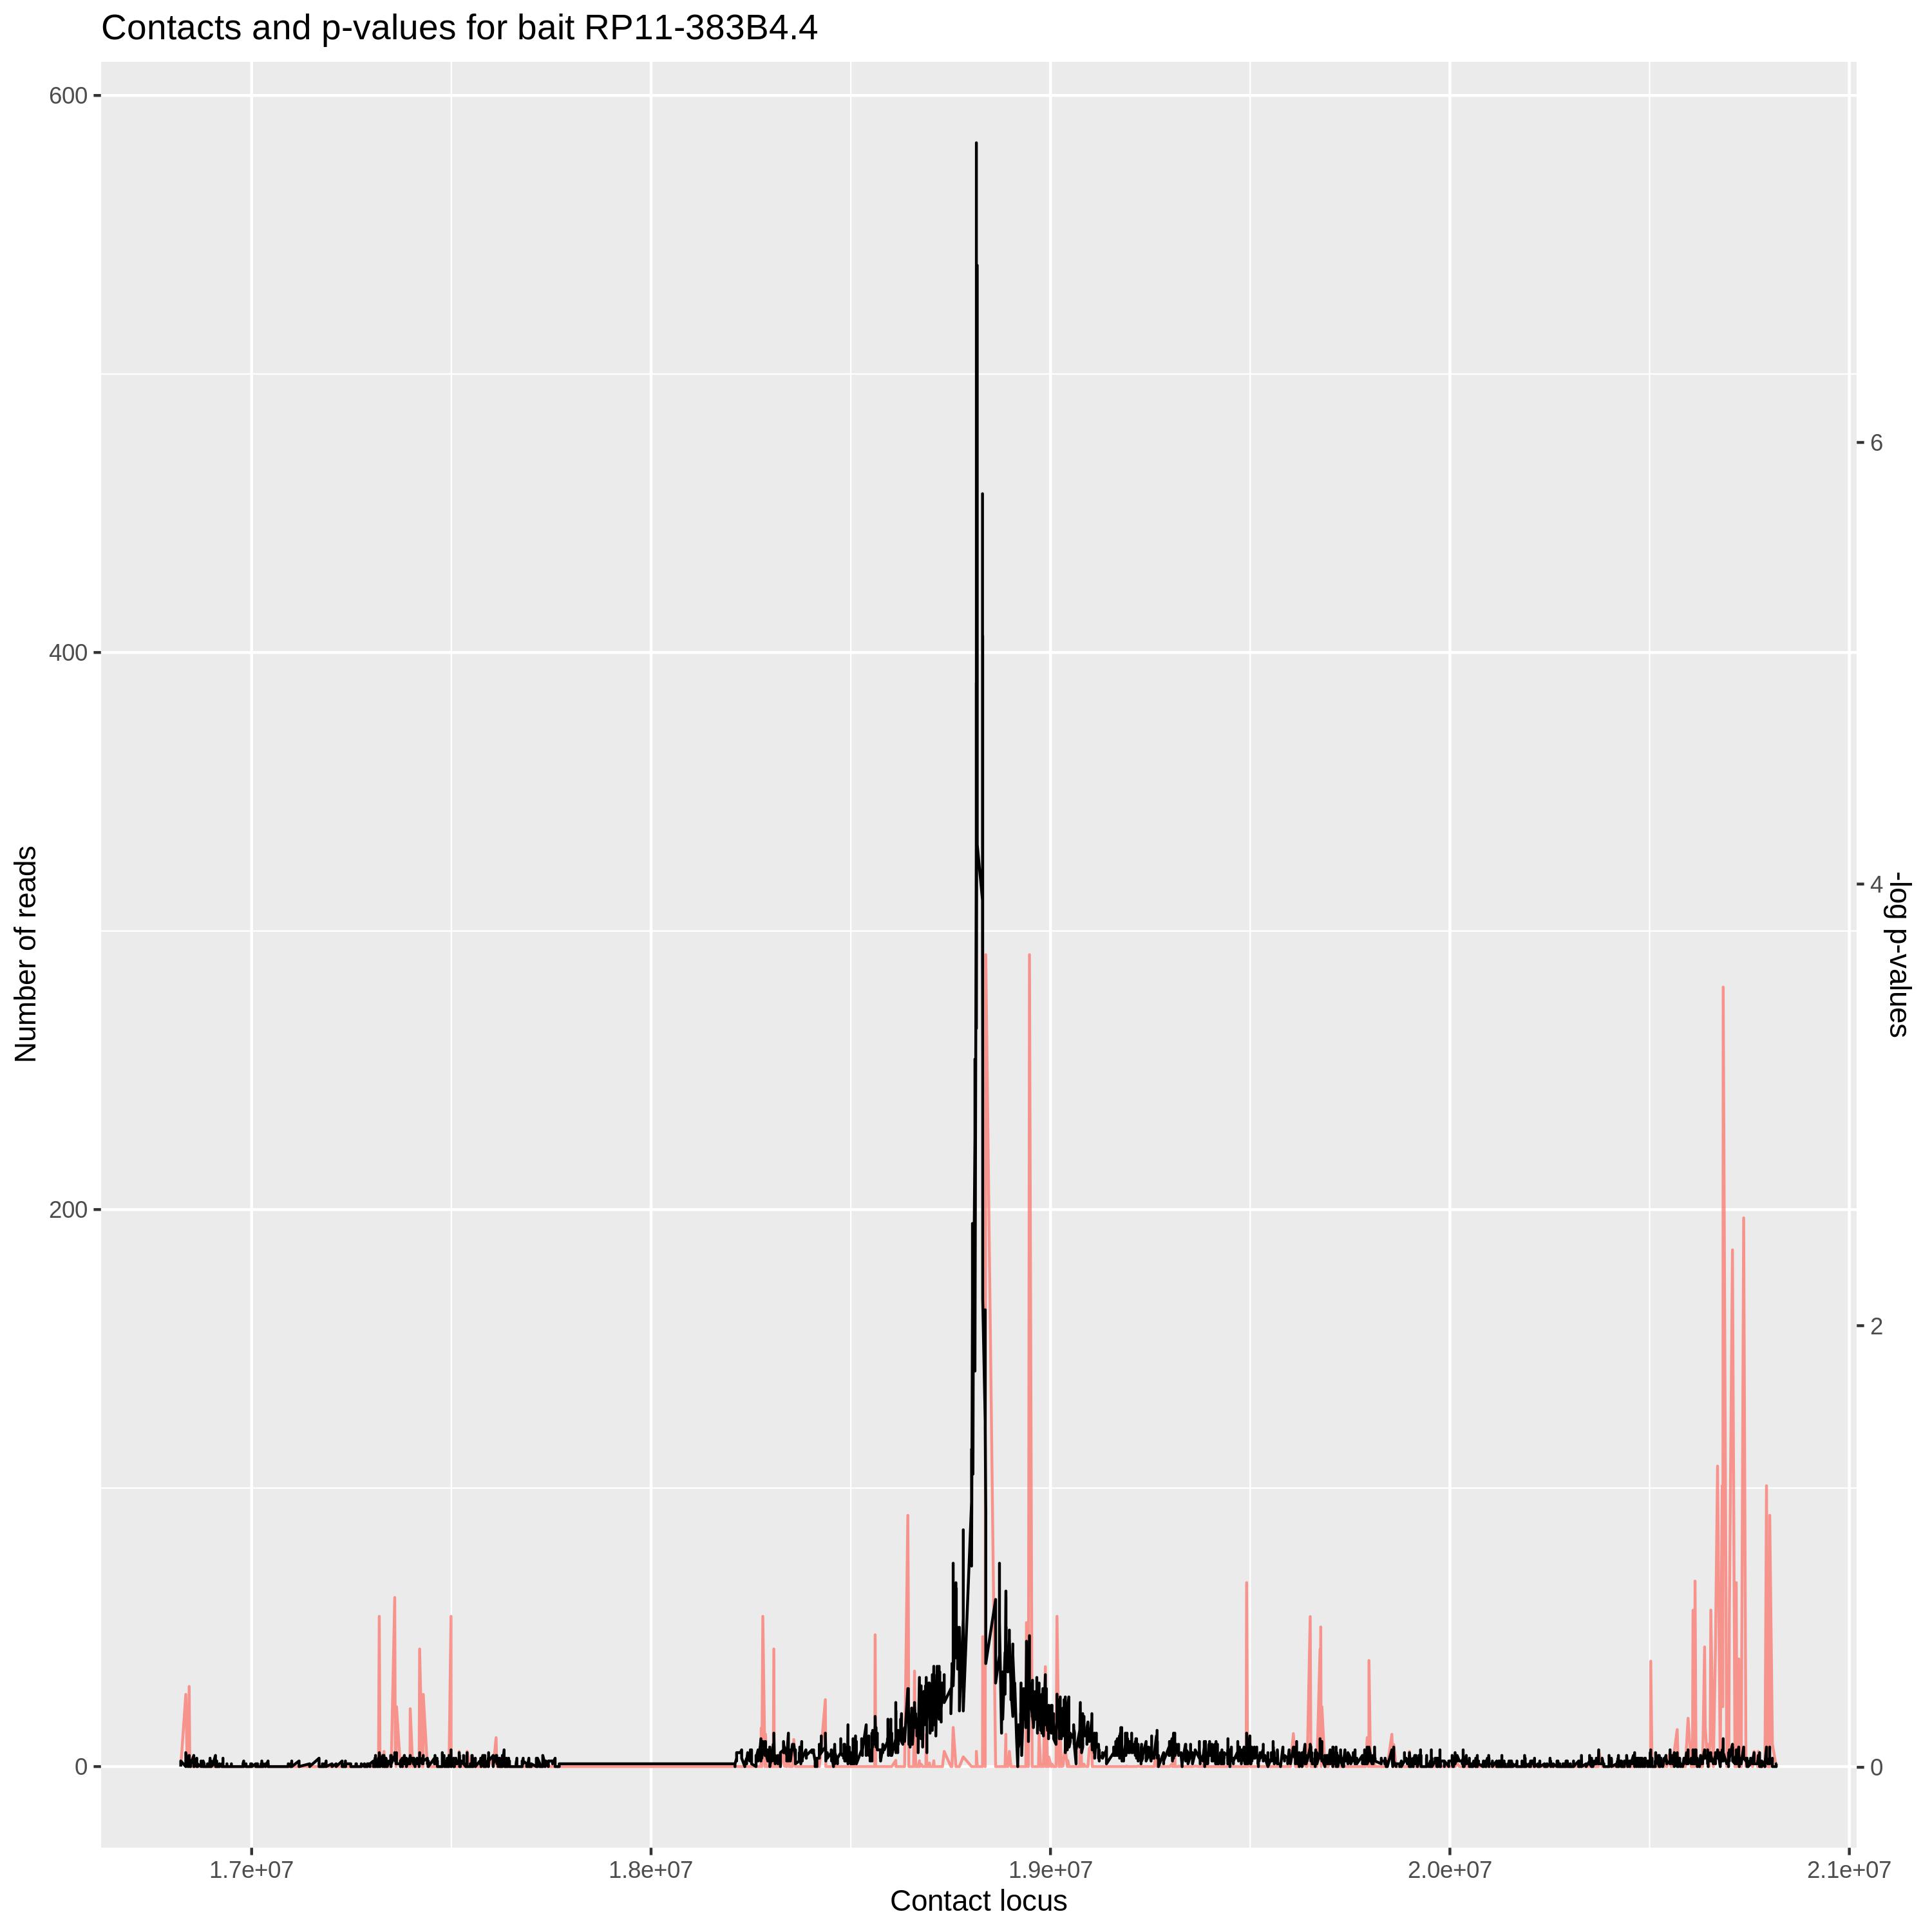 Contacts and p-values for bait RP11-383B4.4
600
400
200
0
Number of reads
6
4
2
0
-log p-values
1.7e+07
1.8e+07
1.9e+07
2.0e+07
2.1e+07
Contact locus